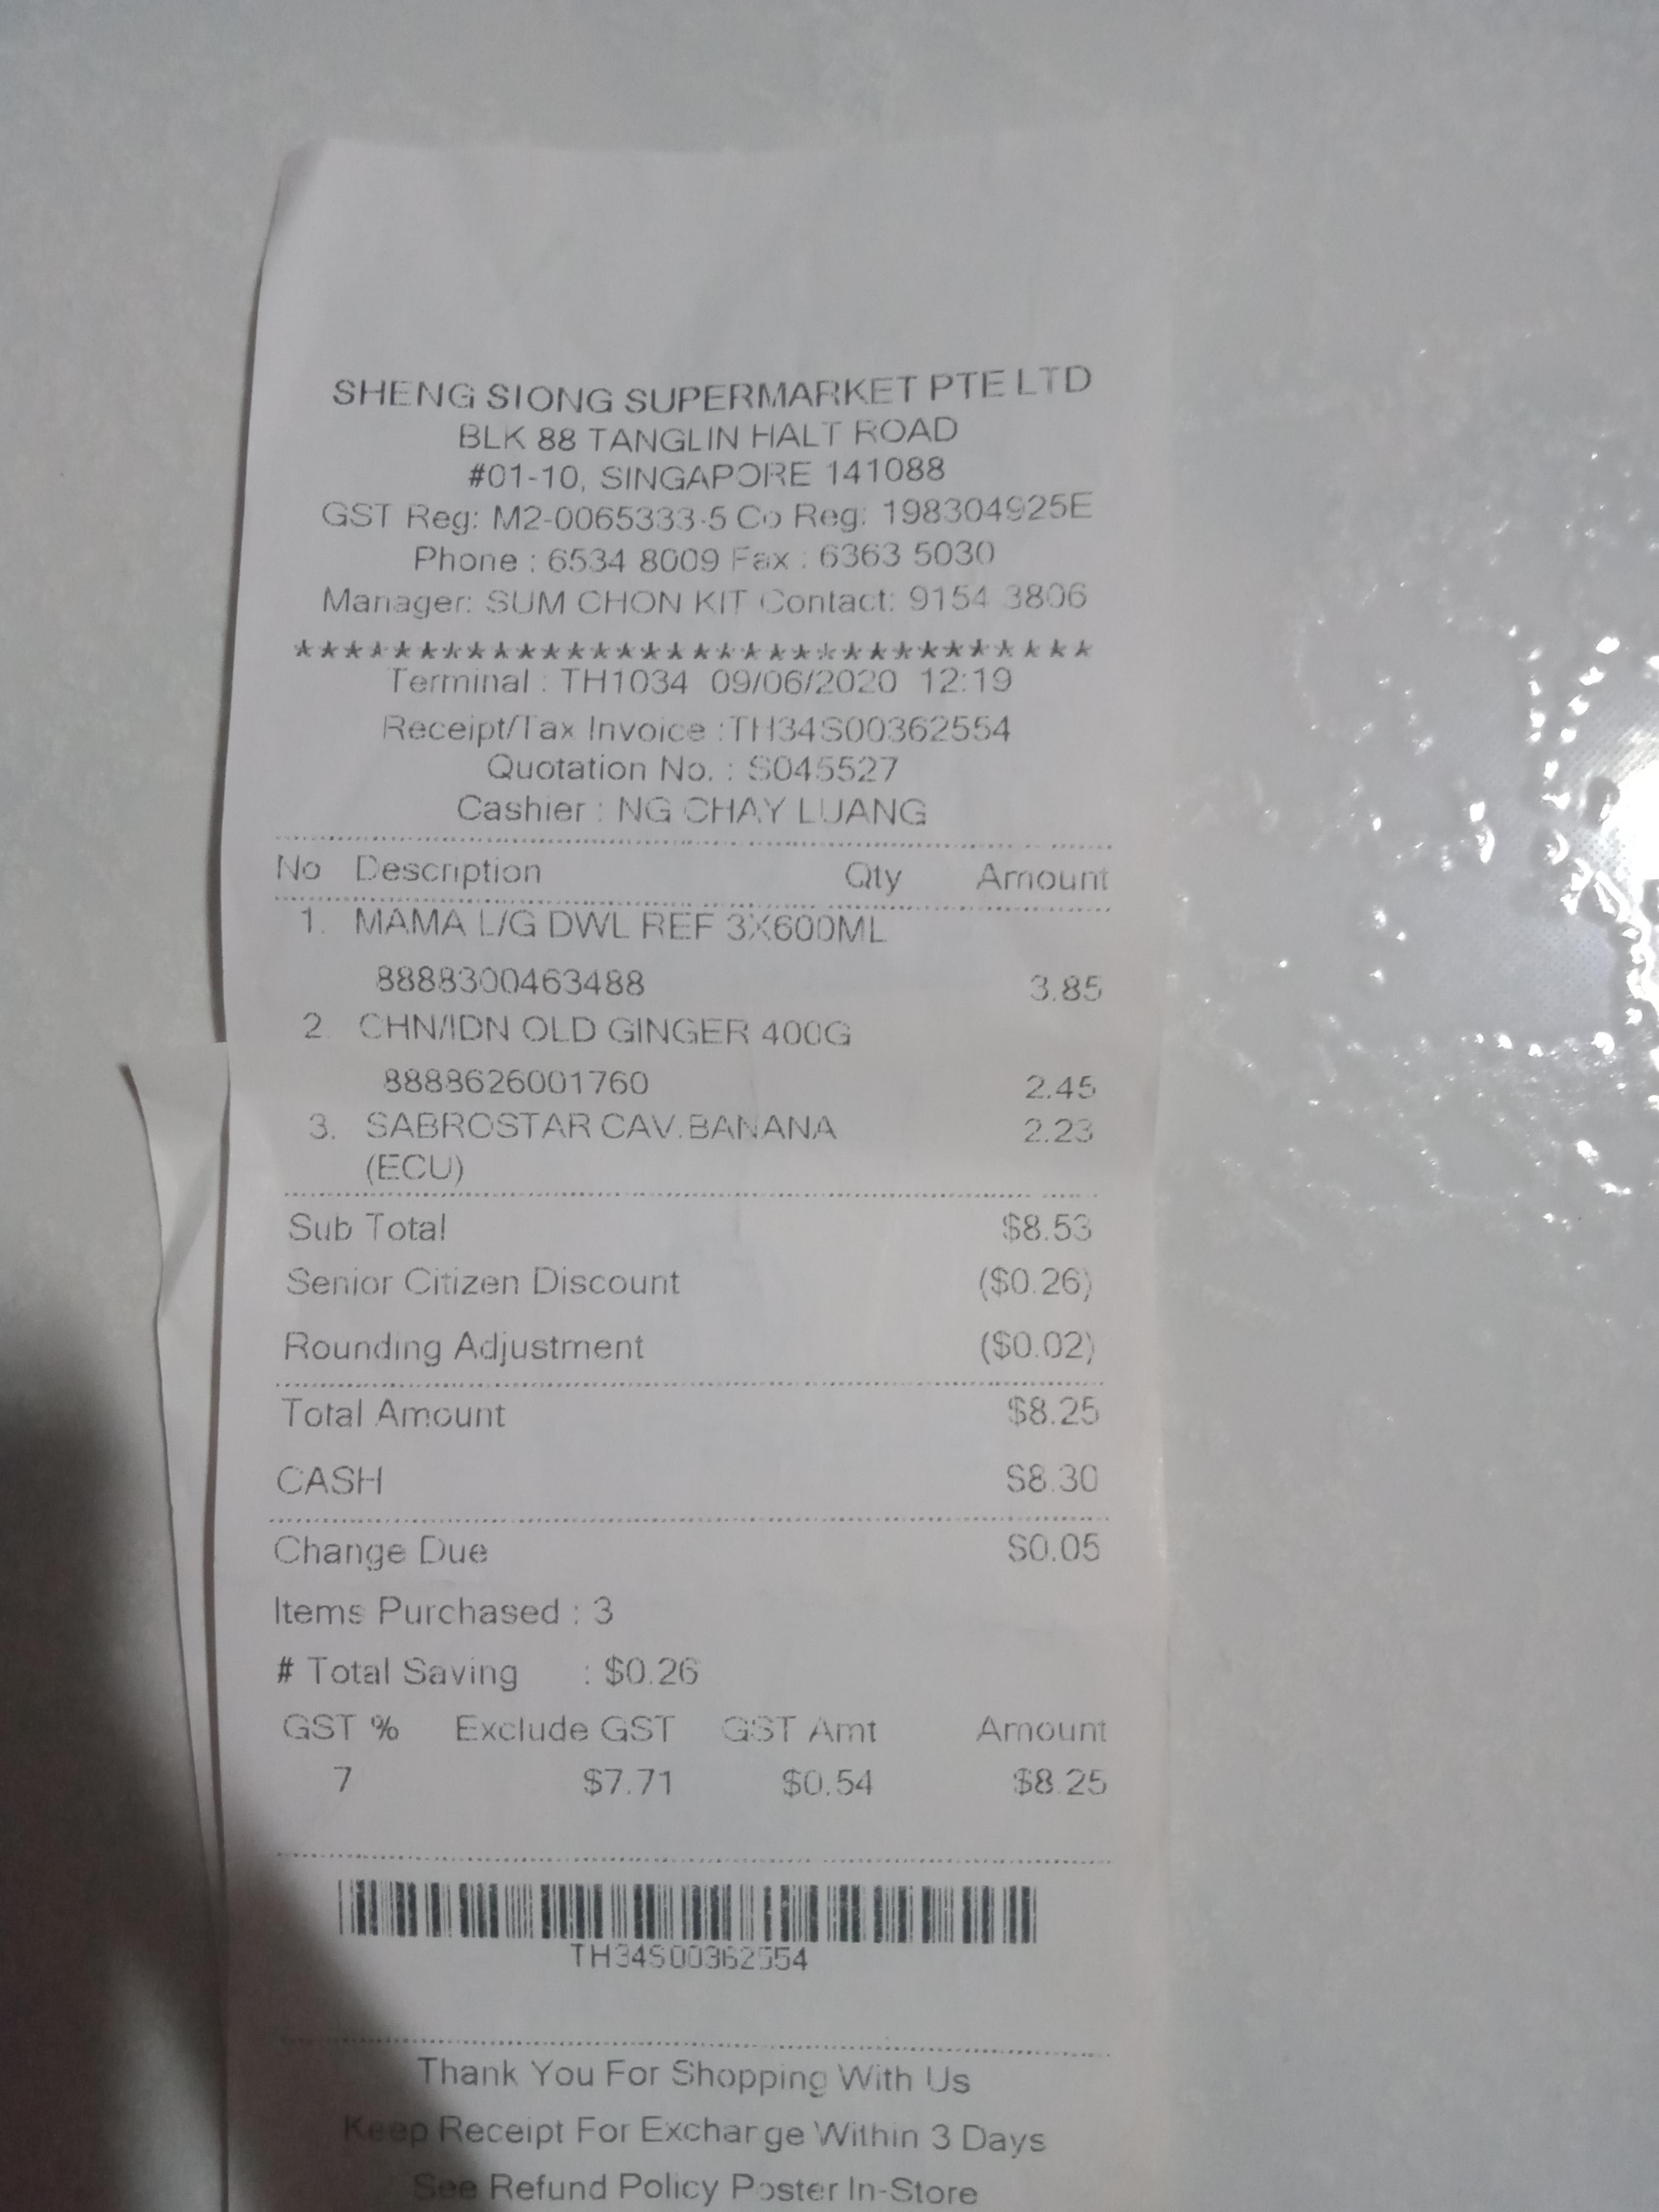 SHENG SIONG SUPERMARKET PTE LTD
BLK 88 TANGLIN HALT ROAD
#01-10, SINGAPORE 141088
GST Reg: M2-0065333-5 Co Reg: 198304925E
Phone : 6534 8009 Fax : 6363 5030
Manager: SUM CHON KIT Contact: 9154 3806
********************************
Terminal : TH1034 09/06/2020 12:19
Receipt/Tax Invoice :TH34S00362554
Quotation No. : S045527
Cashier : NG CHAY LUANG
No Description Qty Amount
1. MAMA L/G DWL REF 3X600ML
8888300463488 3.85
2. CHN/IDN OLD GINGER 400G
8888626001760 2.45
3. SABROSTAR CAV.BANANA 2.23
(ECU)
Sub Total $8.53
Senior Citizen Discount ($0.26)
Rounding Adjustment ($0.02)
Total Amount $8.25
CASH $8.30
Change Due $0.05
Items Purchased : 3
# Total Saving : $0.26
GST % Exclude GST GST Amt Amount
7 $7.71 $0.54 $8.25
TH34S00362554
Thank You For Shopping With Us
Keep Receipt For Exchange Within 3 Days
See Refund Policy Poster In-Store